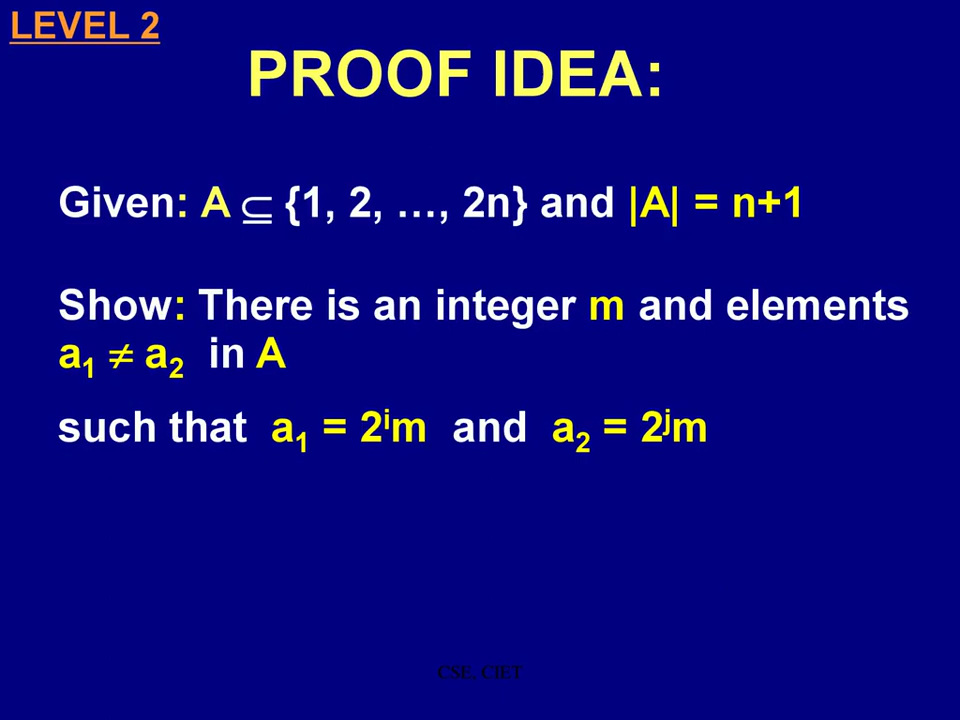 LEVEL 2
PROOF IDEA:
Given: A ⊆ {1, 2, …, 2n} and |A| = n+1
Show: There is an integer m and elements
a₁ ≠ a₂ in A
such that a₁ = 2ⁱm and a₂ = 2ʲm
CSE, CIET